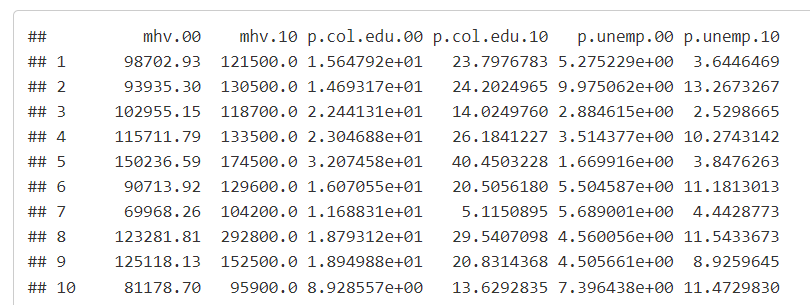 ##         mhv.00   mhv.10 p.col.edu.00 p.col.edu.10   p.unemp.00 p.unemp.10
## 1     98702.93 121500.0 1.564792e+01   23.7976783 5.275229e+00  3.6446469
## 2     93935.30 130500.0 1.469317e+01   24.2024965 9.975062e+00 13.2673267
## 3    102955.15 118700.0 2.244131e+01   14.0249760 2.884615e+00  2.5298665
## 4    115711.79 133500.0 2.304688e+01   26.1841227 3.514377e+00 10.2743142
## 5    150236.59 174500.0 3.207458e+01   40.4503228 1.669916e+00  3.8476263
## 6     90713.92 129600.0 1.607055e+01   20.5056180 5.504587e+00 11.1813013
## 7     69968.26 104200.0 1.168831e+01    5.1150895 5.689001e+00  4.4428773
## 8    123281.81 292800.0 1.879312e+01   29.5407098 4.560056e+00 11.5433673
## 9    125118.13 152500.0 1.894988e+01   20.8314368 4.505661e+00  8.9259645
## 10    81178.70  95900.0 8.928557e+00   13.6292835 7.396438e+00 11.4729830